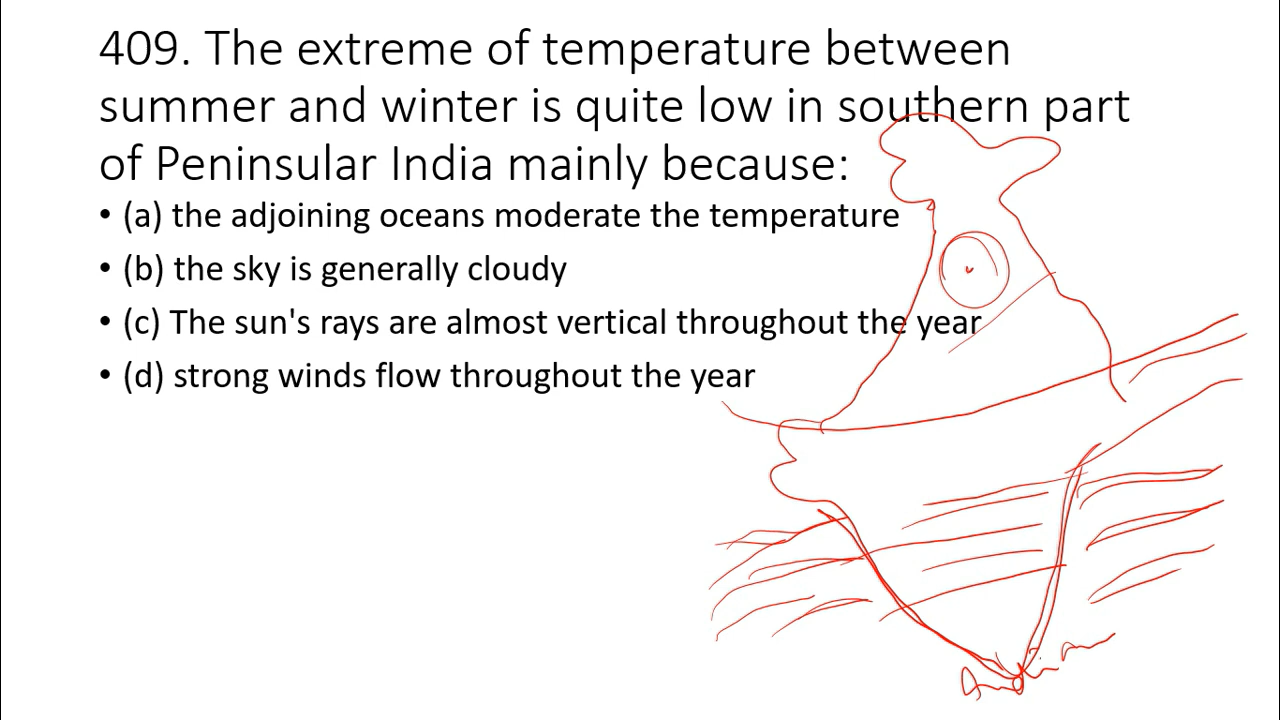 409. The extreme of temperature between
summer and winter is quite low in southern part
of Peninsular India mainly because:
• (a) the adjoining oceans moderate the temperature
• (b) the sky is generally cloudy
• (c) The sun's rays are almost vertical throughout the year
• (d) strong winds flow throughout the year